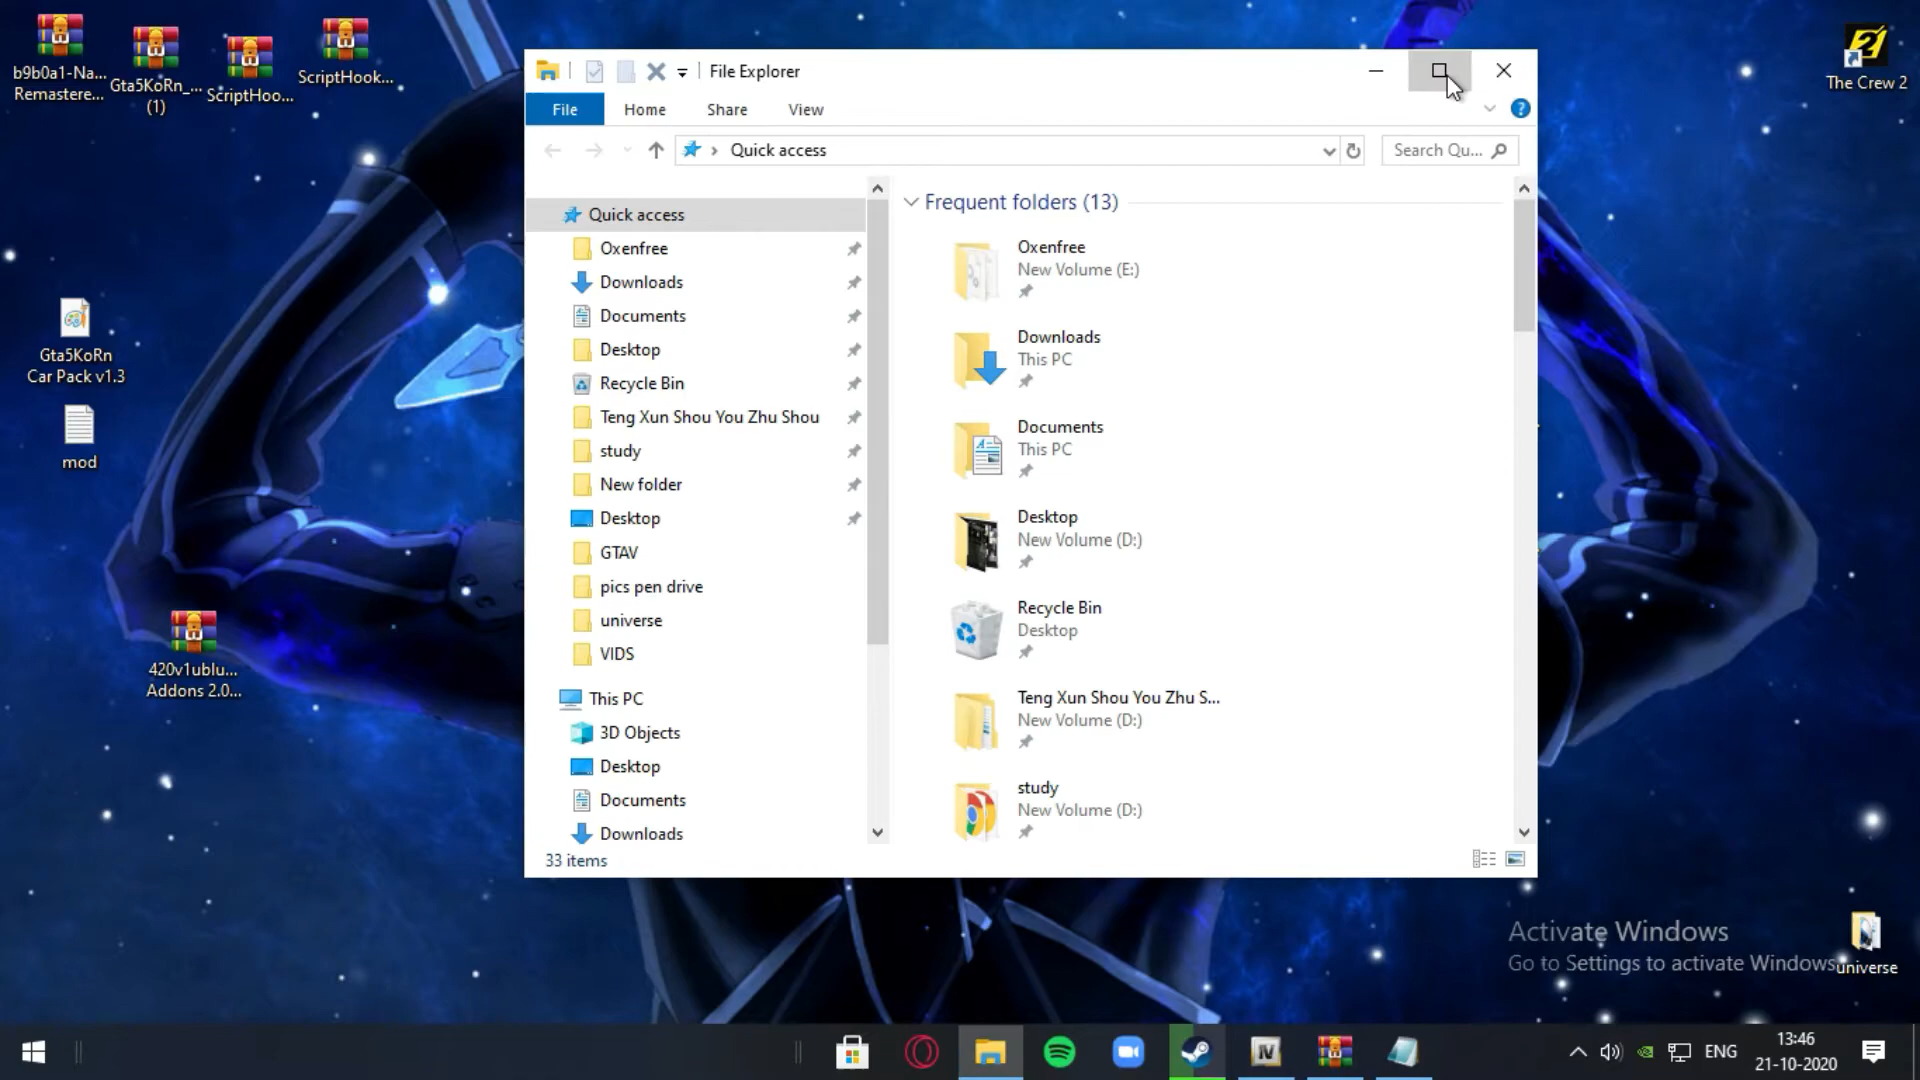 b9b0a1-Na...
Remastere...
Gta5KoRn_...
(1)
ScriptHoo...
ScriptHook...
The Crew 2
Gta5KoRn
Car Pack v1.3
mod
420v1ublu...
Addons 2.0...
File Explorer
File
Home
Share
View
Quick access
Search Qu...
Quick access
Oxenfree
Downloads
Documents
Desktop
Recycle Bin
Teng Xun Shou You Zhu Shou
study
New folder
Desktop
GTAV
pics pen drive
universe
VIDS
This PC
3D Objects
Desktop
Documents
Downloads
Frequent folders (13)
Oxenfree
New Volume (E:)
Downloads
This PC
Documents
This PC
Desktop
New Volume (D:)
Recycle Bin
Desktop
Teng Xun Shou You Zhu S...
New Volume (D:)
study
New Volume (D:)
33 items
Activate Windows
Go to Settings to activate Windows.
universe
IV
ENG
13:46
21-10-2020